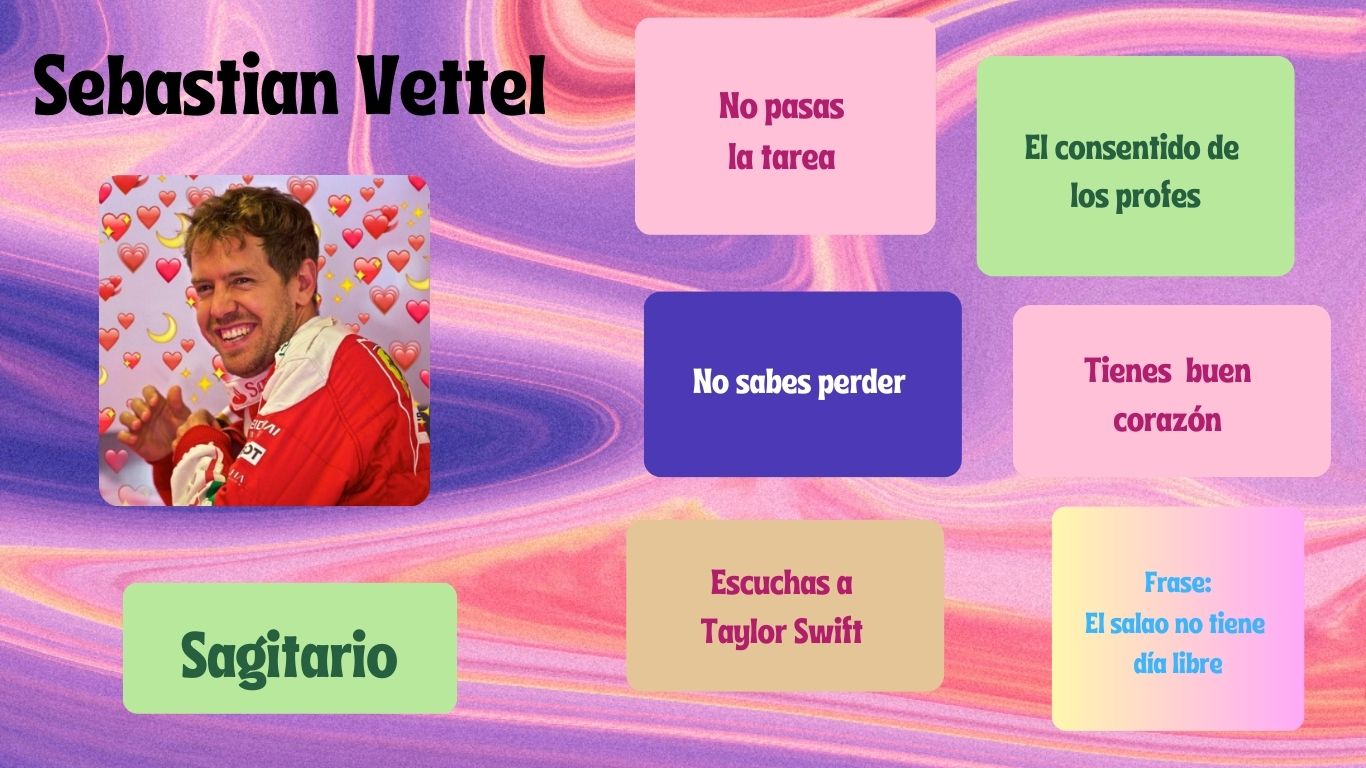 Sebastian Vettel
No pasas
la tarea
El consentido de
los profes
No sabes perder
Tienes buen
corazón
Sagitario
Escuchas a
Taylor Swift
Frase:
El salao no tiene
día libre